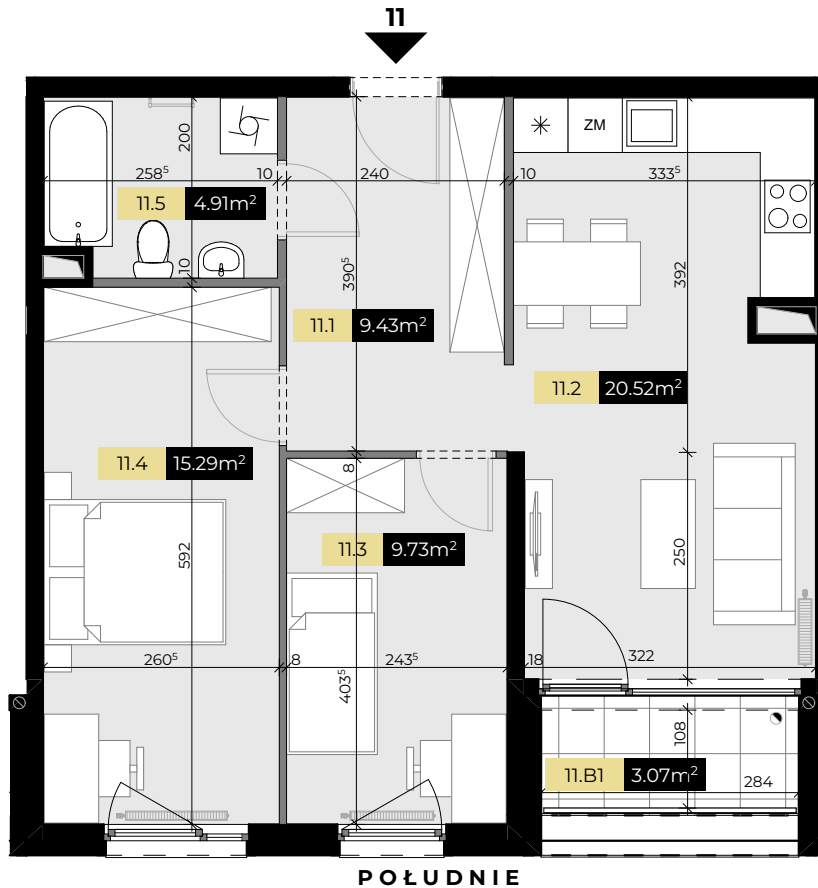 11
ZM
200
258⁵
10
240
10
333⁵
11.5 4.91m²
10
390⁵
392
11.1 9.43m²
11.2 20.52m²
11.4 15.29m²
8
11.3 9.73m²
592
250
260⁵
8
243⁵
18
322
403⁵
108
11.B1 3.07m²
284
POŁUDNIE